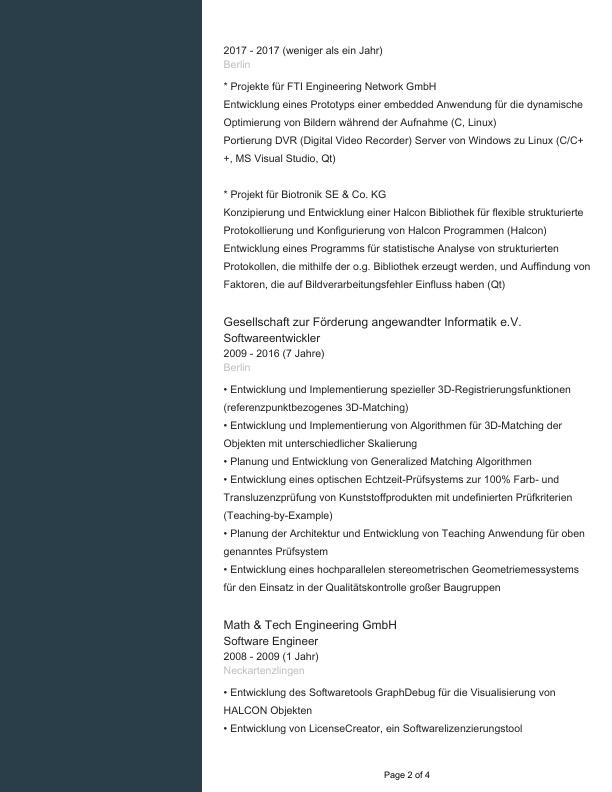 2017 - 2017 (weniger als ein Jahr)
Berlin
* Projekte für FTI Engineering Network GmbH
Entwicklung eines Prototyps einer embedded Anwendung für die dynamische
Optimierung von Bildern während der Aufnahme (C, Linux)
Portierung DVR (Digital Video Recorder) Server von Windows zu Linux (C/C+
+, MS Visual Studio, Qt)
* Projekt für Biotronik SE & Co. KG
Konzipierung und Entwicklung einer Halcon Bibliothek für flexible strukturierte
Protokollierung und Konfigurierung von Halcon Programmen (Halcon)
Entwicklung eines Programms für statistische Analyse von strukturierten
Protokollen, die mithilfe der o.g. Bibliothek erzeugt werden, und Auffindung von
Faktoren, die auf Bildverarbeitungsfehler Einfluss haben (Qt)
Gesellschaft zur Förderung angewandter Informatik e.V.
Softwareentwickler
2009 - 2016 (7 Jahre)
Berlin
• Entwicklung und Implementierung spezieller 3D-Registrierungsfunktionen
(referenzpunktbezogenes 3D-Matching)
• Entwicklung und Implementierung von Algorithmen für 3D-Matching der
Objekten mit unterschiedlicher Skalierung
• Planung und Entwicklung von Generalized Matching Algorithmen
• Entwicklung eines optischen Echtzeit-Prüfsystems zur 100% Farb- und
Transluzenzprüfung von Kunststoffprodukten mit undefinierten Prüfkriterien
(Teaching-by-Example)
• Planung der Architektur und Entwicklung von Teaching Anwendung für oben
genanntes Prüfsystem
• Entwicklung eines hochparallelen stereometrischen Geometriemessystems
für den Einsatz in der Qualitätskontrolle großer Baugruppen
Math & Tech Engineering GmbH
Software Engineer
2008 - 2009 (1 Jahr)
Neckartenzlingen
• Entwicklung des Softwaretools GraphDebug für die Visualisierung von
HALCON Objekten
• Entwicklung von LicenseCreator, ein Softwarelizenzierungstool
Page 2 of 4